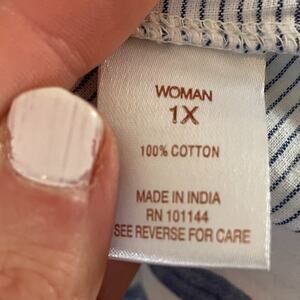 WOMAN
1X
100% COTTON
MADE IN INDIA
RN 101144
SEE REVERSE FOR CARE